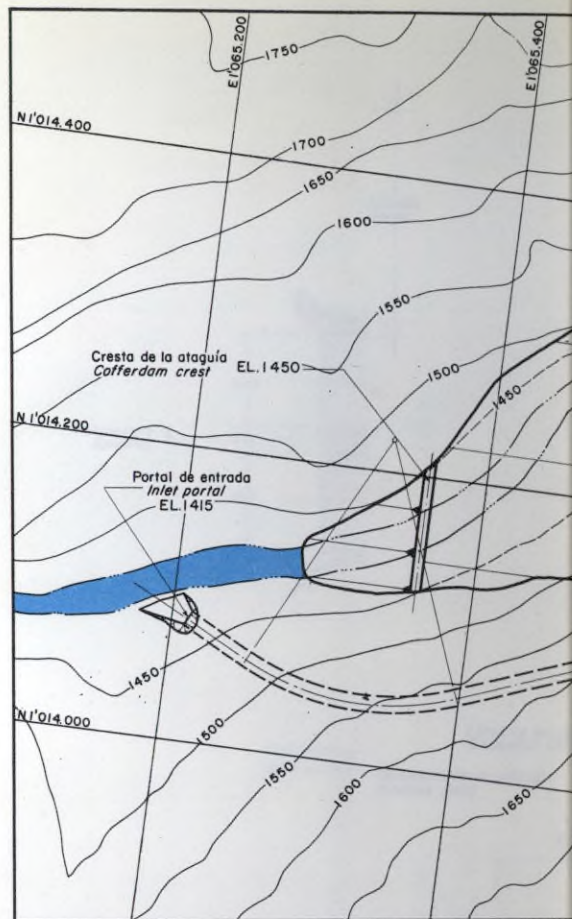 E1'065.200
E1'065.400
1750
N1'014.400
1700
1650
1600
1550
Cresta de la ataguía
Cofferdam crest
EL.1450
1500
1450
N1'014.200
Portal de entrada
Inlet portal
EL.1415
1450
N1'014.000
1500
1550
1600
1650